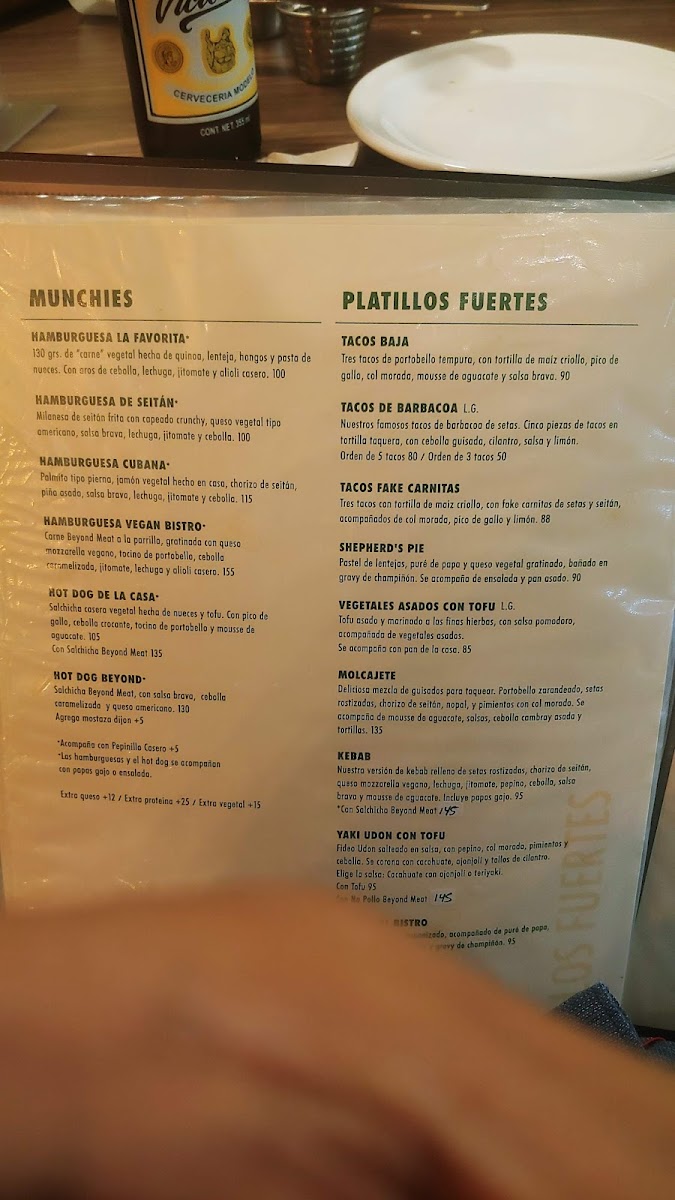 Victoria
CERVECERIA MODELO
CONT. NET. 355 ml
MUNCHIES
HAMBURGUESA LA FAVORITA*
130 grs. de "carne" vegetal hecha de quinoa, lenteja, hongos y pasta de
nueces. Con aros de cebolla, lechuga, jitomate y alioli casero. 100
HAMBURGUESA DE SEITÁN*
Milanesa de seitán frita con capeado crunchy, queso vegetal tipo
americano, salsa brava, lechuga, jitomate y cebolla. 100
HAMBURGUESA CUBANA*
Palmito tipo pierna, jamón vegetal hecho en casa, chorizo de seitán,
piña asada, salsa brava, lechuga, jitomate y cebolla. 115
HAMBURGUESA VEGAN BISTRO*
Carne Beyond Meat a la parrilla, gratinada con queso
mozzarella vegano, tocino de portobello, cebolla
caramelizada, jitomate, lechuga y alioli casero. 155
HOT DOG DE LA CASA*
Salchicha casera vegetal hecha de nueces y tofu. Con pico de
gallo, cebolla crocante, tocino de portobello y mousse de
aguacate. 105
Con Salchicha Beyond Meat 135
HOT DOG BEYOND*
Salchicha Beyond Meat, con salsa brava, cebolla
caramelizada y queso americano. 130
Agrega mostaza dijon +5
*Acompaña con Pepinillo Casero +5
*Las hamburguesas y el hot dog se acompañan
con papas gajo o ensalada.
Extra queso +12 / Extra proteína +25 / Extra vegetal +15
PLATILLOS FUERTES
TACOS BAJA
Tres tacos de portobello tempura, con tortilla de maíz criollo, pico de
gallo, col morada, mousse de aguacate y salsa brava. 90
TACOS DE BARBACOA L.G.
Nuestros famosos tacos de barbacoa de setas. Cinco piezas de tacos en
tortilla taquera, con cebolla guisada, cilantro, salsa y limón.
Orden de 5 tacos 80 / Orden de 3 tacos 50
TACOS FAKE CARNITAS
Tres tacos con tortilla de maíz criollo, con fake carnitas de setas y seitán,
acompañados de col morada, pico de gallo y limón. 88
SHEPHERD'S PIE
Pastel de lentejas, puré de papa y queso vegetal gratinado, bañado en
gravy de champiñón. Se acompaña de ensalada y pan asado. 90
VEGETALES ASADOS CON TOFU L.G.
Tofu asado y marinado a las finas hierbas, con salsa pomodoro,
acompañado de vegetales asados.
Se acompaña con pan de la casa. 85
MOLCAJETE
Deliciosa mezcla de guisados para taquear. Portobello zarandeado, setas
rostizadas, chorizo de seitán, nopal, y pimientos con col morada. Se
acompaña de mousse de aguacate, salsas, cebolla cambray asada y
tortillas. 135
KEBAB
Nuestra versión de kebab rellena de setas rostizadas, chorizo de seitán,
queso mozzarella vegano, lechuga, jitomate, pepino, cebolla, salsa
brava y mousse de aguacate. Incluye papas gajo. 95
*Con Salchicha Beyond Meat 145
YAKI UDON CON TOFU
Fideo Udon salteado en salsa, con pepino, col morada, pimientos y
cebolla. Se corona con cacahuate, ajonjolí y tallos de cilantro.
Elige la salsa: Cacahuate con ajonjolí o teriyaki.
Con Tofu 95
Con No Pollo Beyond Meat 145
BISTRO
acompañado de puré de papa,
gravy de champiñón. 95
LOS FUERTES